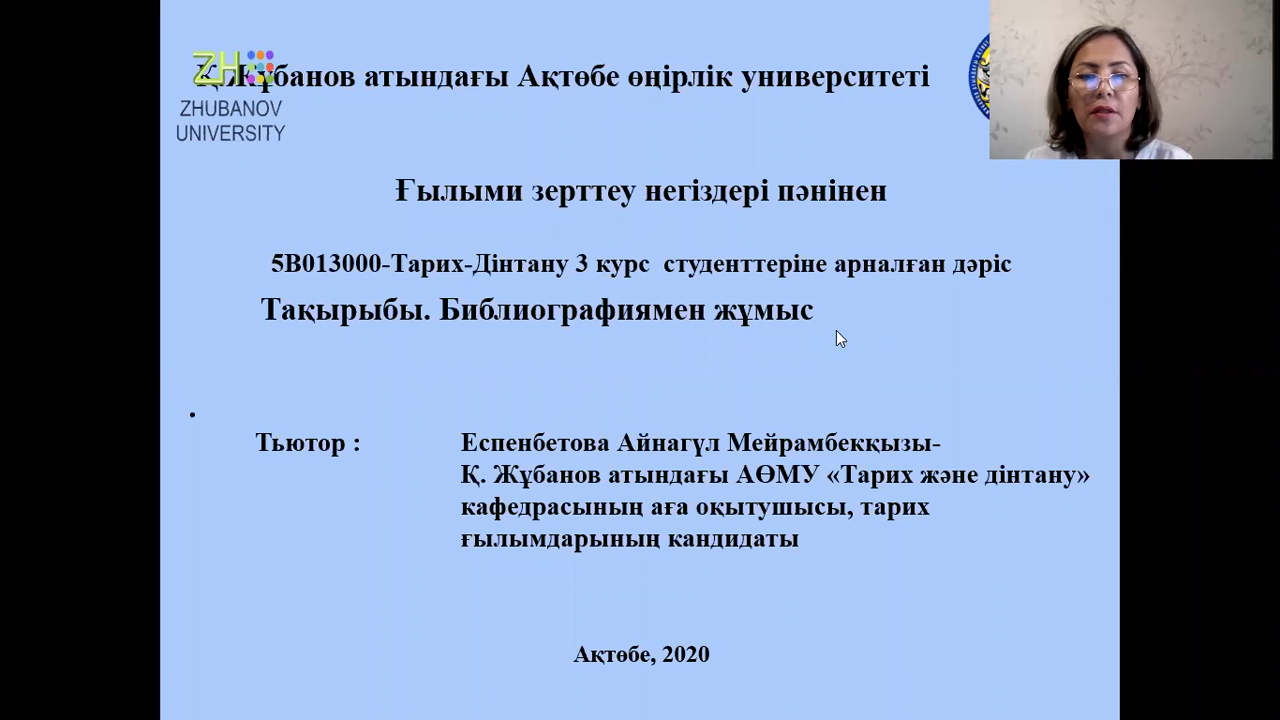 Қ.Жұбанов атындағы Ақтөбе өңірлік университеті
ZH
ZHUBANOV
UNIVERSITY
Ғылыми зерттеу негіздері пәнінен
5В013000-Тарих-Дінтану 3 курс студенттеріне арналған дәріс
Тақырыбы. Библиографиямен жұмыс
Тьютор :
Еспенбетова Айнагүл Мейрамбекқызы-
Қ. Жұбанов атындағы АӨМУ «Тарих және дінтану»
кафедрасының аға оқытушысы, тарих
ғылымдарының кандидаты
Ақтөбе, 2020